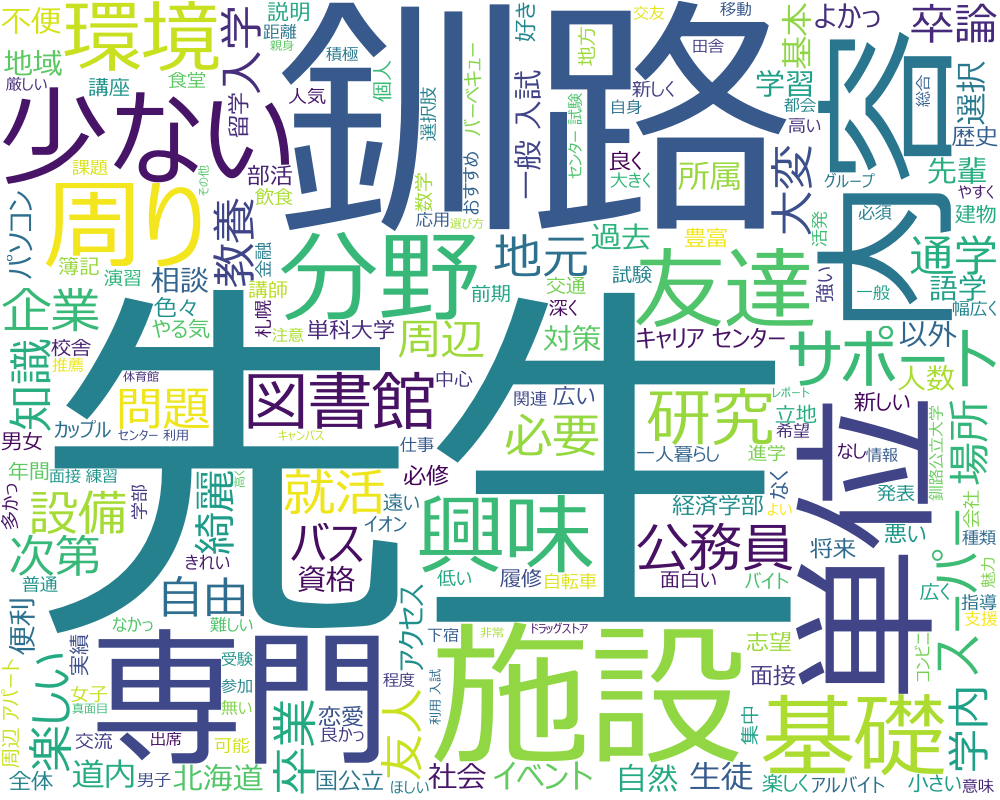 釧路
先生
内容
単位
専門
施設
少ない
環境
周り
分野
友達
図書館
興味
研究
サポート
基礎
スーパー
不便
地域
厳しい
講座
食堂
入学
説明
距離
親身
留学
積極
人気
個人
選択肢
バーベキュー
おすすめ
好き
一般 入試
交友
地方
センター 試験
移動
田舎
新しく
自身
都会
大きく
良く
高い
よかっ
基本
学習
総合
卒論
選択
歴史
先輩
やすく
グループ
建物
必須
活発
大変
所属
豊富
強い
一般
幅広く
語学
通学
以外
パソコン
課題
その他
部活
飲食
教養
簿記
演習
相談
金融
講師
色々
やる気
札幌
注意
企業
知識
校舎
推薦
数学
応用
選び方
地元
過去
試験
前期
交通
深く
対策
単科大学
周辺
キャリア センター
人数
立地
新しい
希望
場所
なし
情報
釧路公立大学
レポート
関連
広い
中心
体育館
カップル
センター 利用
キャンパス
問題
男女
年間
面接 練習
多かっ
学部
設備
綺麗
高く
就活
仕事
必修
必要
一人暮らし
進学
なく
経済学部
よい
発表
会社
種類
悪い
将来
魅力
広く
指導
支援
次第
きれい
バス
資格
遠い
イオン
公務員
面白い
バイト
低い
履修
自転車
普通
自由
便利
なかっ
難しい
アクセス
下宿
非常
ドラッグストア
志望
面接
コンビニ
実績
楽しい
周辺 アパート
女子
真面目
受験
参加
無い
程度
利用 入試
恋愛
良かっ
友人
卒業
集中
学内
全体
道内
交流
男子
出席
可能
北海道
国公立
ほしい
社会
イベント
自然
生徒
楽しく
アルバイト
小さい
意味